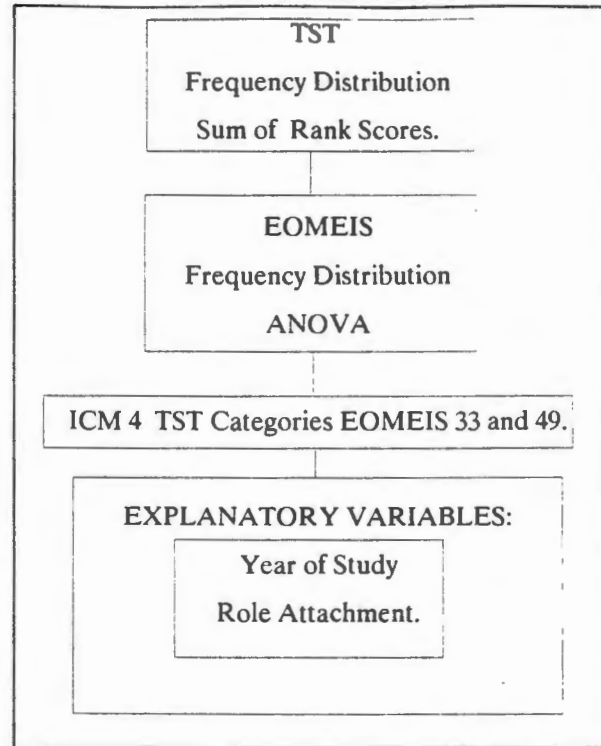 TST
Frequency Distribution
Sum of Rank Scores.
EOMEIS
Frequency Distribution
ANOVA
ICM 4 TST Categories EOMEIS 33 and 49.
EXPLANATORY VARIABLES:
Year of Study
Role Attachment.